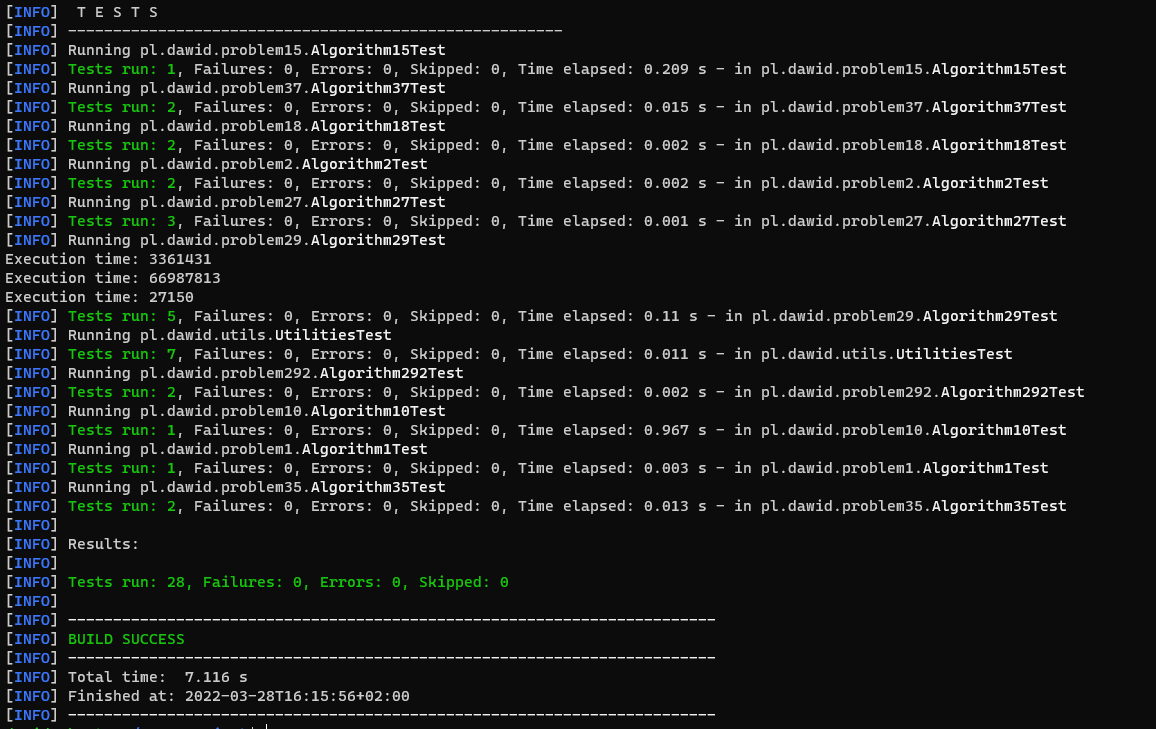 [INFO]  T E S T S
[INFO] -------------------------------------------------------
[INFO] Running pl.dawid.problem15.Algorithm15Test
[INFO] Tests run: 1, Failures: 0, Errors: 0, Skipped: 0, Time elapsed: 0.209 s - in pl.dawid.problem15.Algorithm15Test
[INFO] Running pl.dawid.problem37.Algorithm37Test
[INFO] Tests run: 2, Failures: 0, Errors: 0, Skipped: 0, Time elapsed: 0.015 s - in pl.dawid.problem37.Algorithm37Test
[INFO] Running pl.dawid.problem18.Algorithm18Test
[INFO] Tests run: 2, Failures: 0, Errors: 0, Skipped: 0, Time elapsed: 0.002 s - in pl.dawid.problem18.Algorithm18Test
[INFO] Running pl.dawid.problem2.Algorithm2Test
[INFO] Tests run: 2, Failures: 0, Errors: 0, Skipped: 0, Time elapsed: 0.002 s - in pl.dawid.problem2.Algorithm2Test
[INFO] Running pl.dawid.problem27.Algorithm27Test
[INFO] Tests run: 3, Failures: 0, Errors: 0, Skipped: 0, Time elapsed: 0.001 s - in pl.dawid.problem27.Algorithm27Test
[INFO] Running pl.dawid.problem29.Algorithm29Test
Execution time: 3361431
Execution time: 66987813
Execution time: 27150
[INFO] Tests run: 5, Failures: 0, Errors: 0, Skipped: 0, Time elapsed: 0.11 s - in pl.dawid.problem29.Algorithm29Test
[INFO] Running pl.dawid.utils.UtilitiesTest
[INFO] Tests run: 7, Failures: 0, Errors: 0, Skipped: 0, Time elapsed: 0.011 s - in pl.dawid.utils.UtilitiesTest
[INFO] Running pl.dawid.problem292.Algorithm292Test
[INFO] Tests run: 2, Failures: 0, Errors: 0, Skipped: 0, Time elapsed: 0.002 s - in pl.dawid.problem292.Algorithm292Test
[INFO] Running pl.dawid.problem10.Algorithm10Test
[INFO] Tests run: 1, Failures: 0, Errors: 0, Skipped: 0, Time elapsed: 0.967 s - in pl.dawid.problem10.Algorithm10Test
[INFO] Running pl.dawid.problem1.Algorithm1Test
[INFO] Tests run: 1, Failures: 0, Errors: 0, Skipped: 0, Time elapsed: 0.003 s - in pl.dawid.problem1.Algorithm1Test
[INFO] Running pl.dawid.problem35.Algorithm35Test
[INFO] Tests run: 2, Failures: 0, Errors: 0, Skipped: 0, Time elapsed: 0.013 s - in pl.dawid.problem35.Algorithm35Test
[INFO]
[INFO] Results:
[INFO]
[INFO] Tests run: 28, Failures: 0, Errors: 0, Skipped: 0
[INFO]
[INFO] ------------------------------------------------------------------------
[INFO] BUILD SUCCESS
[INFO] ------------------------------------------------------------------------
[INFO] Total time:  7.116 s
[INFO] Finished at: 2022-03-28T16:15:56+02:00
[INFO] ------------------------------------------------------------------------